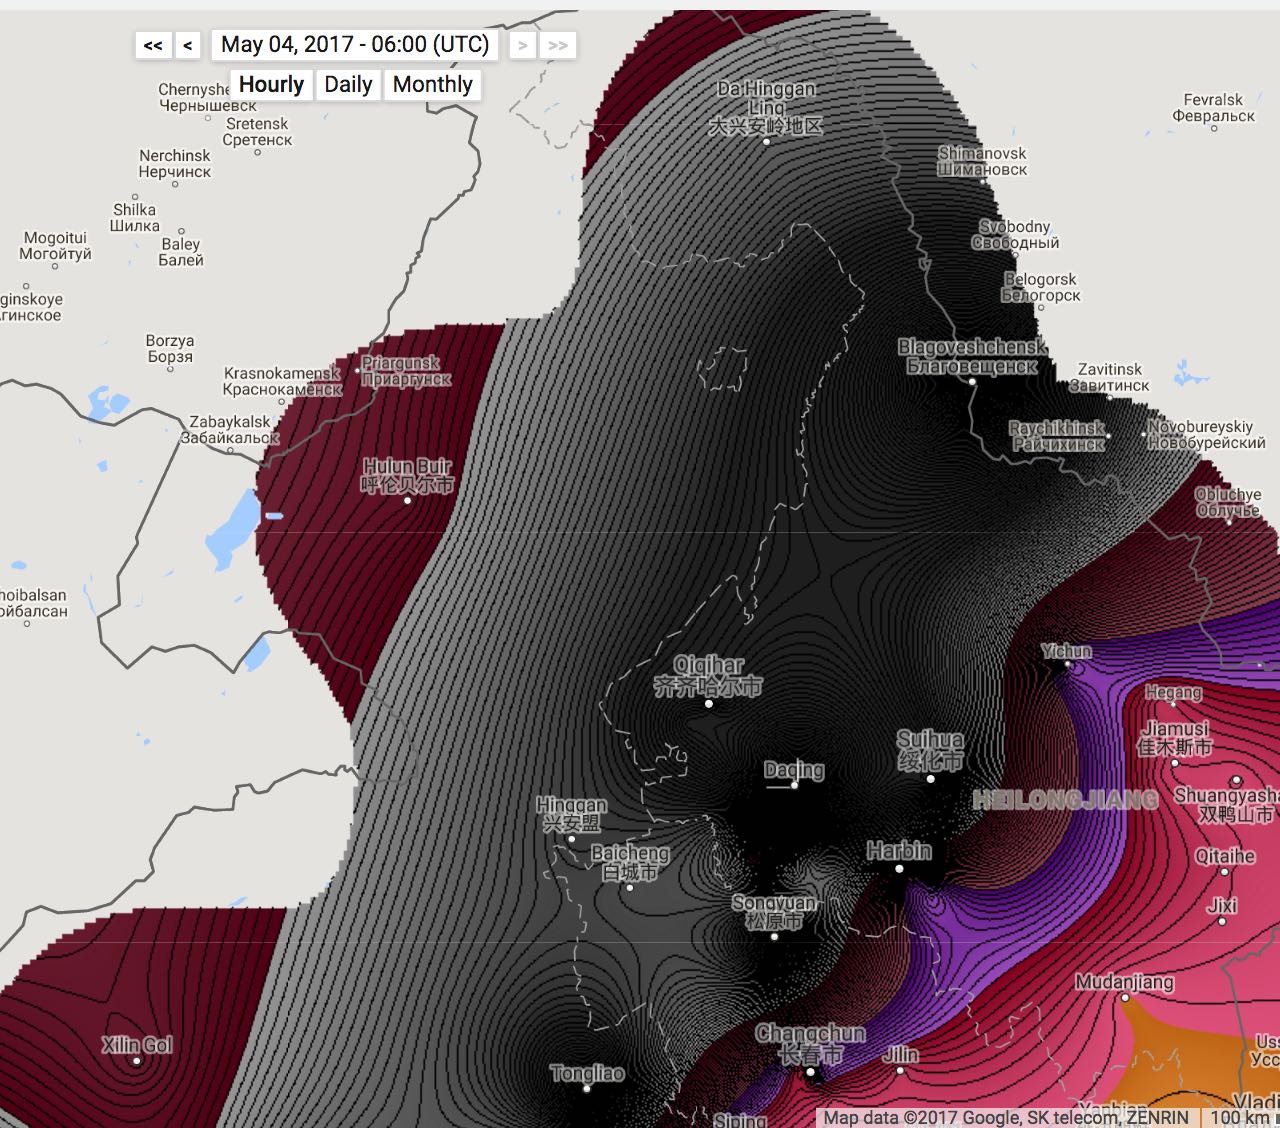 << < May 04, 2017 - 06:00 (UTC) > >>
Hourly Daily Monthly
Чернышевск
Sretensk
Сретенск
Nerchinsk
Нерчинск
Shilka
Шилка
Mogoitui
Могойтуй
Baley
Балей
ginskoye
Агинское
Borzya
Борзя
Krasnokamensk
Краснокаменск
Priargunsk
Приаргунск
Zabaykalsk
Забайкальск
Hulun Buir
呼伦贝尔市
Da Hinggan
Ling
大兴安岭地区
Fevralsk
Февральск
Shimanovsk
Шимановск
Svobodny
Свободный
Belogorsk
Белогорск
Blagoveshchensk
Благовещенск
Zavitinsk
Завитинск
Raychikhinsk
Райчихинск
Novobureyskiy
Новобурейский
Obluchye
Облучье
hoibalsan
ойбалсан
Yichun
Hegang
Jiamusi
佳木斯市
Qiqihar
齐齐哈尔市
Suihua
绥化市
Daqing
HEILONGJIANG
Shuangyasha
双鸭山市
Hinggan
兴安盟
Harbin
Baicheng
白城市
Qitaihe
Songyuan
松原市
Jixi
Mudanjiang
Xilin Gol
Changchun
长春市
Jilin
Uss
Усс
Tongliao
Siping
Yanbian
Vladi
Map data ©2017 Google, SK telecom, ZENRIN
100 km